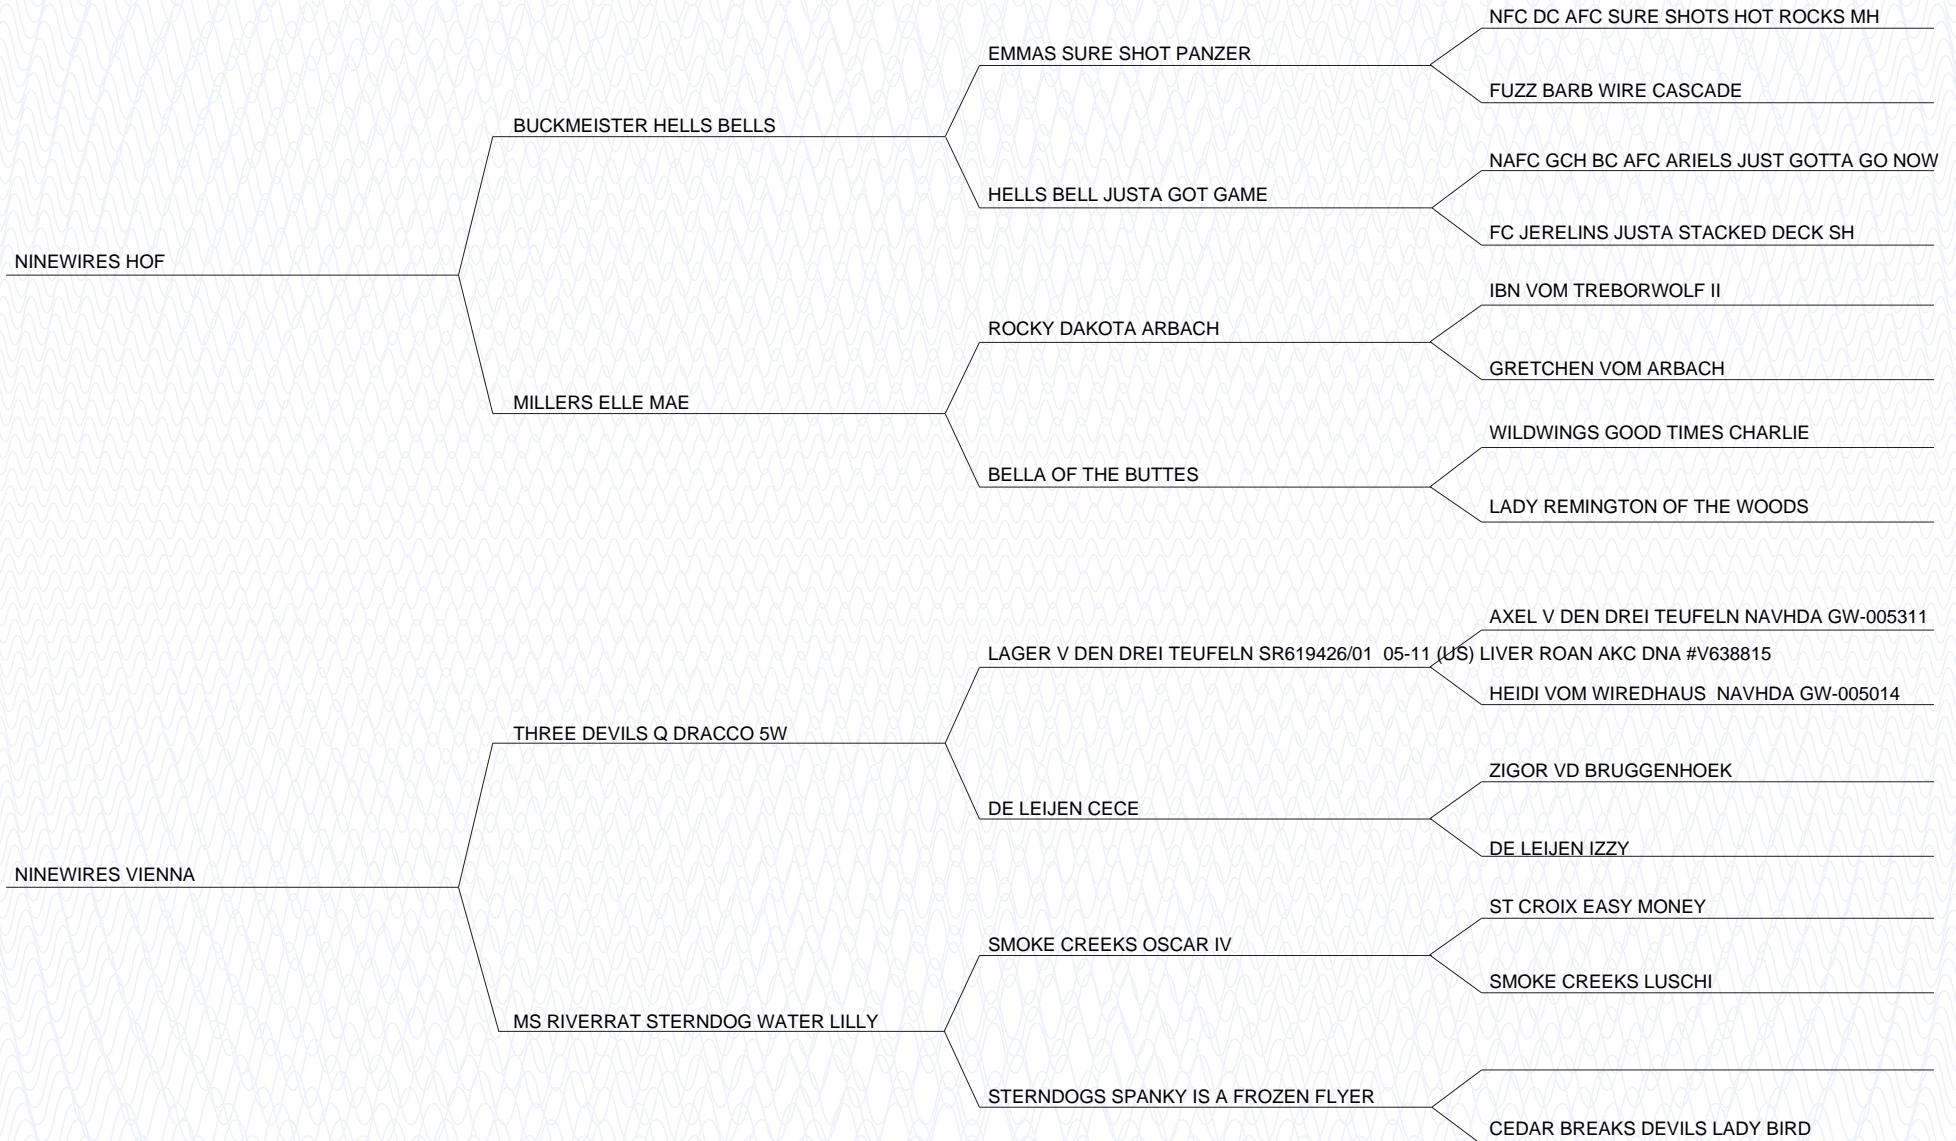 NFC DC AFC SURE SHOTS HOT ROCKS MH
EMMAS SURE SHOT PANZER
FUZZ BARB WIRE CASCADE
BUCKMEISTER HELLS BELLS
NAFC GCH BC AFC ARIELS JUST GOTTA GO NOW
HELLS BELL JUSTA GOT GAME
FC JERELINS JUSTA STACKED DECK SH
NINEWIRES HOF
IBN VOM TREBORWOLF II
ROCKY DAKOTA ARBACH
GRETCHEN VOM ARBACH
MILLERS ELLE MAE
WILDWINGS GOOD TIMES CHARLIE
BELLA OF THE BUTTES
LADY REMINGTON OF THE WOODS
AXEL V DEN DREI TEUFELN NAVHDA GW-005311
LAGER V DEN DREI TEUFELN SR619426/01 05-11 (US) LIVER ROAN AKC DNA #V638815
HEIDI VOM WIREDHAUS NAVHDA GW-005014
THREE DEVILS Q DRACCO 5W
ZIGOR VD BRUGGENHOEK
DE LEIJEN CECE
DE LEIJEN IZZY
NINEWIRES VIENNA
ST CROIX EASY MONEY
SMOKE CREEKS OSCAR IV
SMOKE CREEKS LUSCHI
MS RIVERRAT STERNDOG WATER LILLY
STERNDOGS SPANKY IS A FROZEN FLYER
CEDAR BREAKS DEVILS LADY BIRD